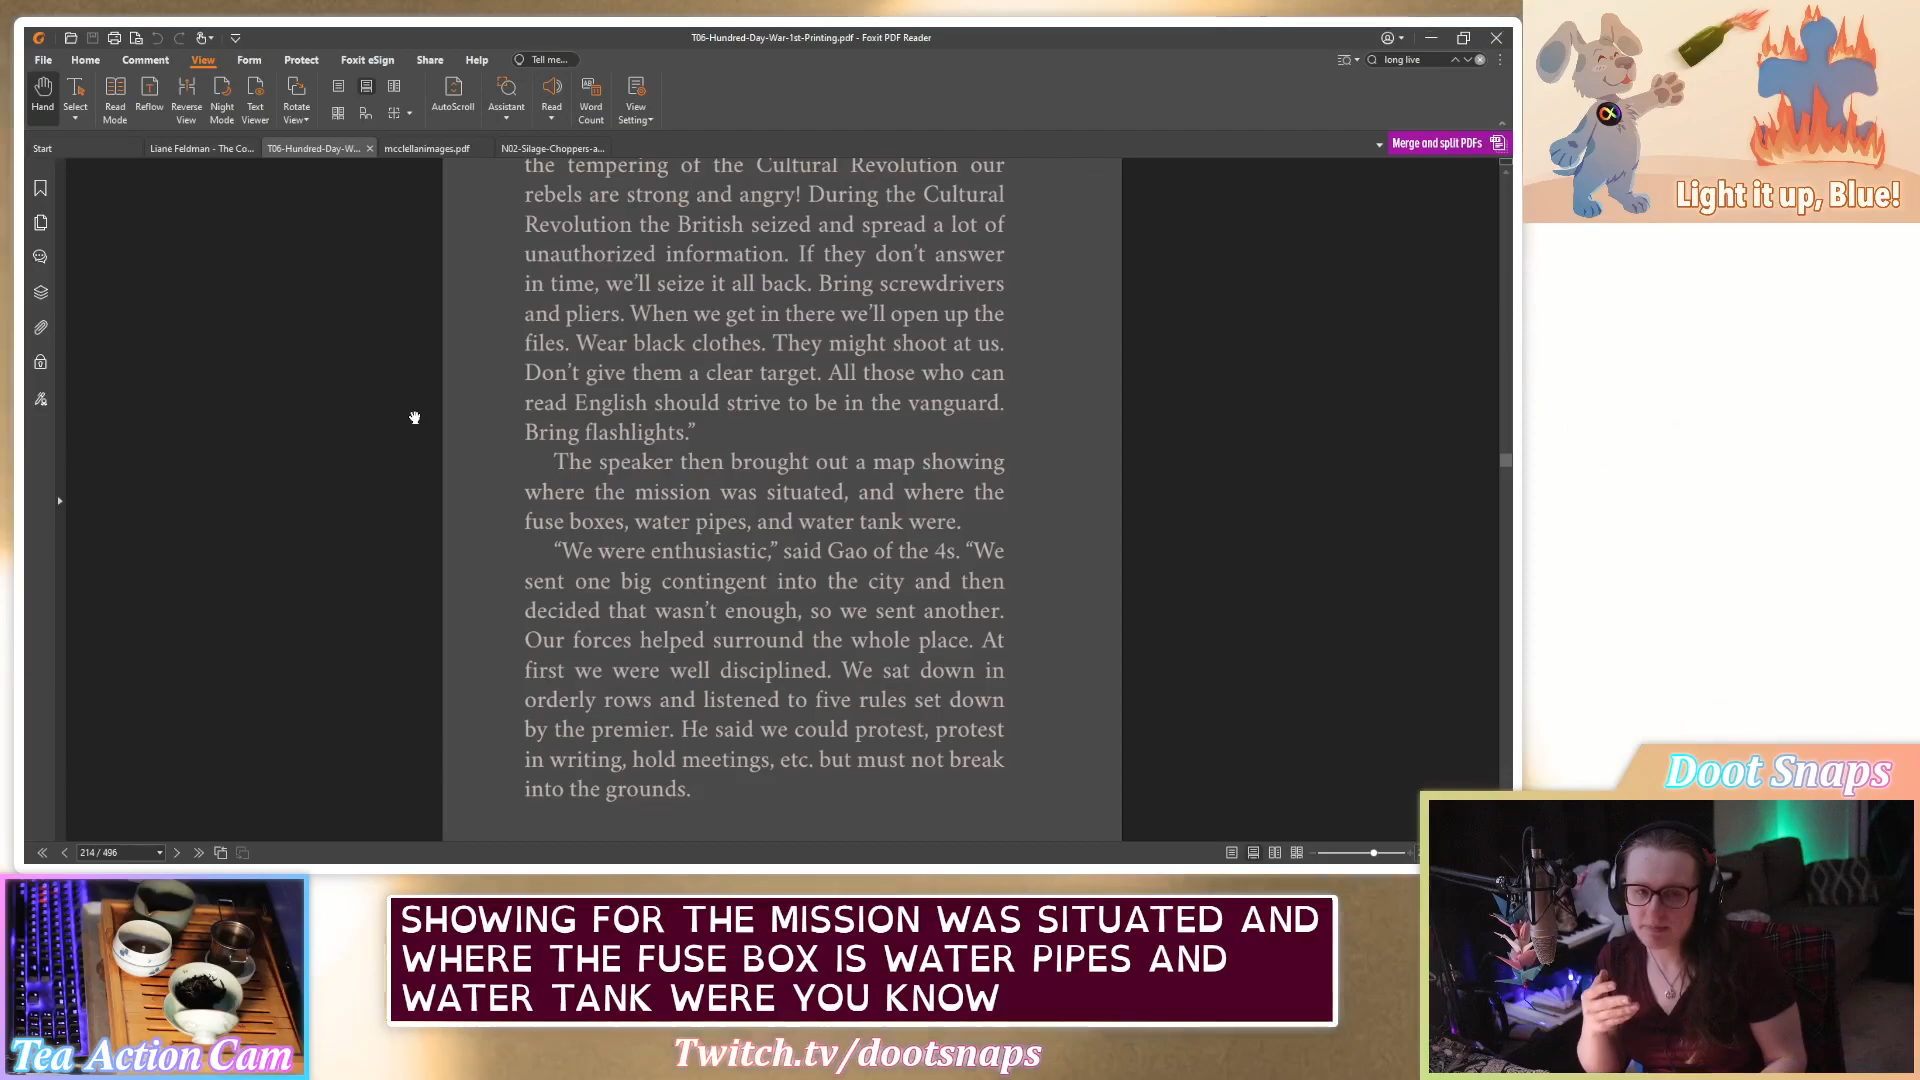 T06-Hundred-Day-War-1st-Printing.pdf - Foxit PDF Reader
File Home Comment View Form Protect Foxit eSign Share Help Tell me... long live
Hand Select Read Mode Reflow Reverse View Night Mode Text Viewer Rotate View AutoScroll Assistant Read Word Count View Setting
Start Liane Feldman - The Co... T06-Hundred-Day-W... mcclellanimages.pdf N02-Silage-Choppers-a... Merge and split PDFs
the tempering of the Cultural Revolution our
rebels are strong and angry! During the Cultural
Revolution the British seized and spread a lot of
unauthorized information. If they don’t answer
in time, we’ll seize it all back. Bring screwdrivers
and pliers. When we get in there we’ll open up the
files. Wear black clothes. They might shoot at us.
Don’t give them a clear target. All those who can
read English should strive to be in the vanguard.
Bring flashlights.”
The speaker then brought out a map showing
where the mission was situated, and where the
fuse boxes, water pipes, and water tank were.
“We were enthusiastic,” said Gao of the 4s. “We
sent one big contingent into the city and then
decided that wasn’t enough, so we sent another.
Our forces helped surround the whole place. At
first we were well disciplined. We sat down in
orderly rows and listened to five rules set down
by the premier. He said we could protest, protest
in writing, hold meetings, etc. but must not break
into the grounds.
214 / 496
Light it up, Blue!
Doot Snaps
Tea Action Cam
SHOWING FOR THE MISSION WAS SITUATED AND
WHERE THE FUSE BOX IS WATER PIPES AND
WATER TANK WERE YOU KNOW
Twitch.tv/dootsnaps